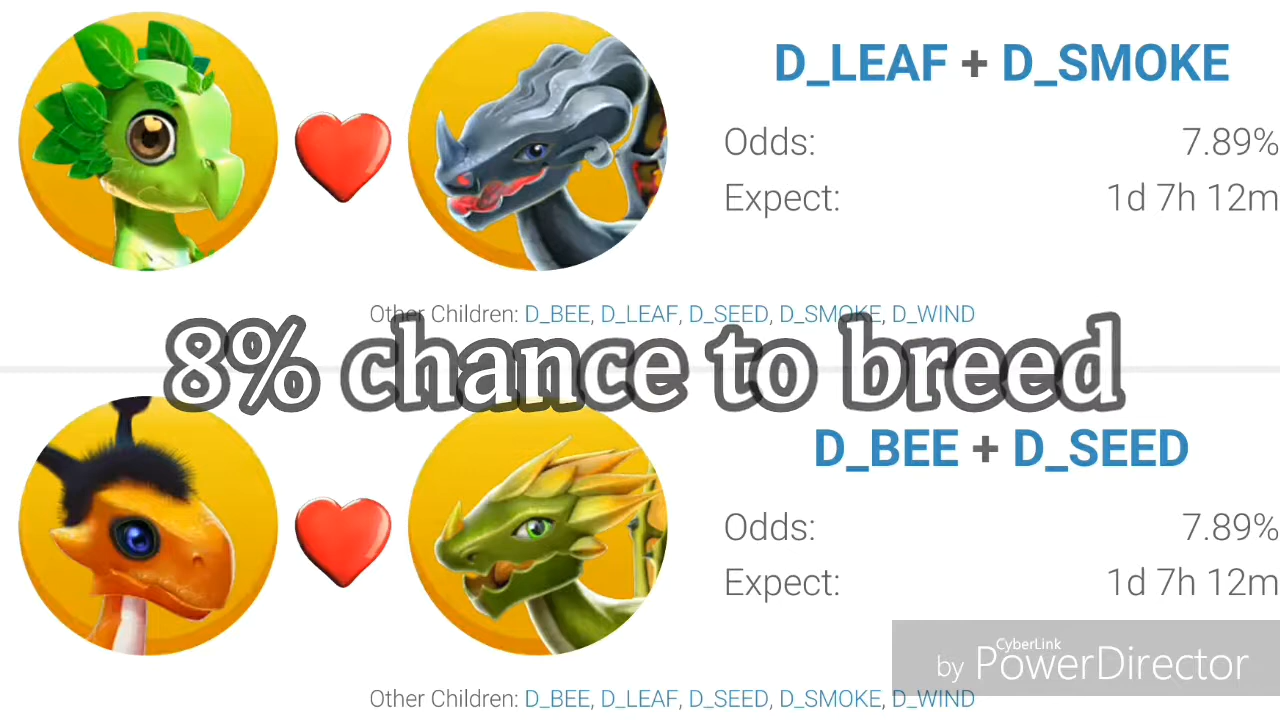 D_LEAF + D_SMOKE
Odds: 7.89%
Expect: 1d 7h 12m
Other Children: D_BEE, D_LEAF, D_SEED, D_SMOKE, D_WIND
8% chance to breed
D_BEE + D_SEED
Odds: 7.89%
Expect: 1d 7h 12m
CyberLink
by PowerDirector
Other Children: D_BEE, D_LEAF, D_SEED, D_SMOKE, D_WIND